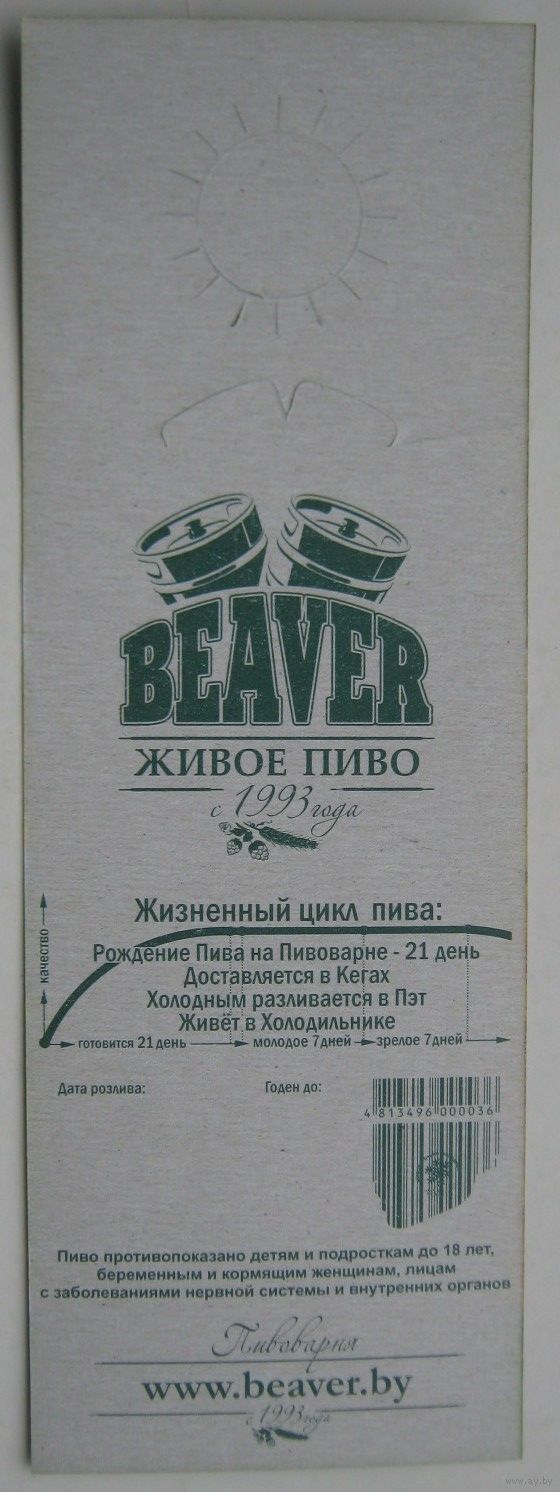 BEAVER
ЖИВОЕ ПИВО
с 1993 года
Жизненный цикл пива:
качество
Рождение Пива на Пивоварне - 21 день
Доставляется в Кегах
Холодным разливается в Пэт
Живёт в Холодильнике
готовится 21 день молодое 7дней зрелое 7дней
Дата розлива: Годен до:
4 813496 000036
Пиво противопоказано детям и подросткам до 18 лет,
беременным и кормящим женщинам, лицам
с заболеваниями нервной системы и внутренних органов
Пивоварня
www.beaver.by
с 1993 года
www.ay.by